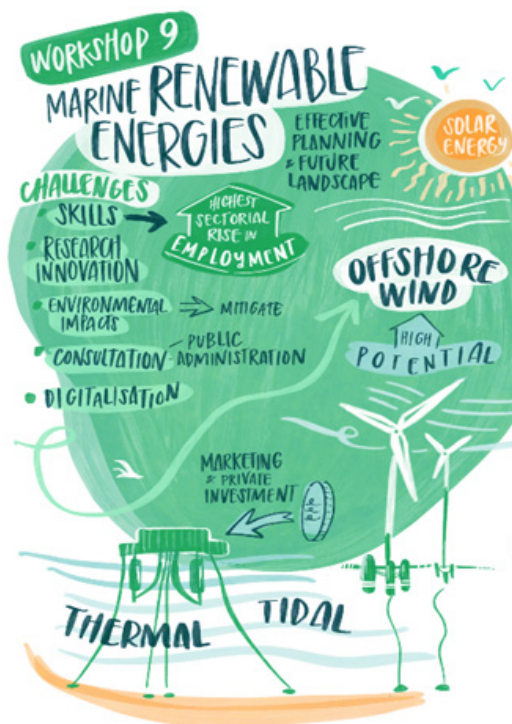 WORKSHOP 9
MARINE RENEWABLE
ENERGIES
EFFECTIVE
PLANNING
& FUTURE
LANDSCAPE
SOLAR
ENERGY
CHALLENGES
SKILLS
HIGHEST
SECTORIAL
RISE IN
EMPLOYMENT
RESEARCH
INNOVATION
ENVIRONMENTAL
IMPACTS
MITIGATE
CONSULTATION - PUBLIC
ADMINISTRATION
DIGITALISATION
OFFSHORE
WIND
HIGH
POTENTIAL
MARKETING
& PRIVATE
INVESTMENT
THERMAL
TIDAL